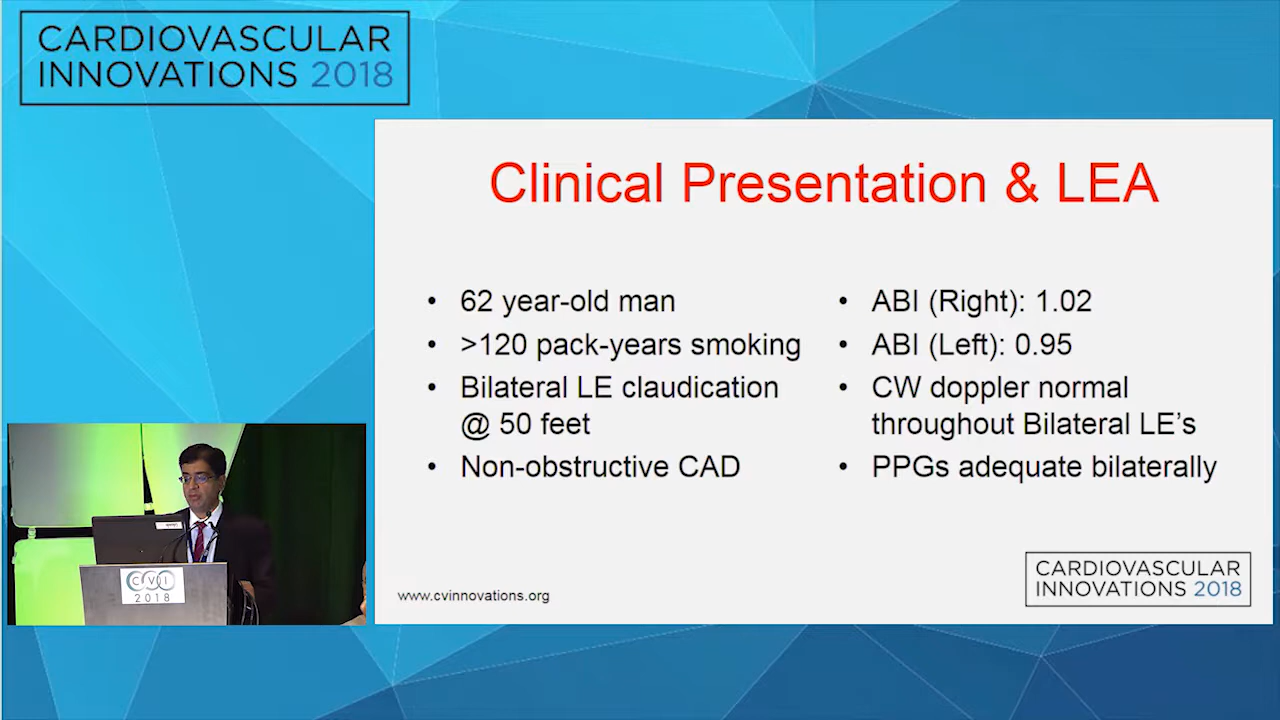 CARDIOVASCULAR
INNOVATIONS 2018
Clinical Presentation & LEA
• 62 year-old man
• >120 pack-years smoking
• Bilateral LE claudication
@ 50 feet
• Non-obstructive CAD
• ABI (Right): 1.02
• ABI (Left): 0.95
• CW doppler normal
throughout Bilateral LE's
• PPGs adequate bilaterally
www.cvinnovations.org
CARDIOVASCULAR
INNOVATIONS 2018
CVI
2018